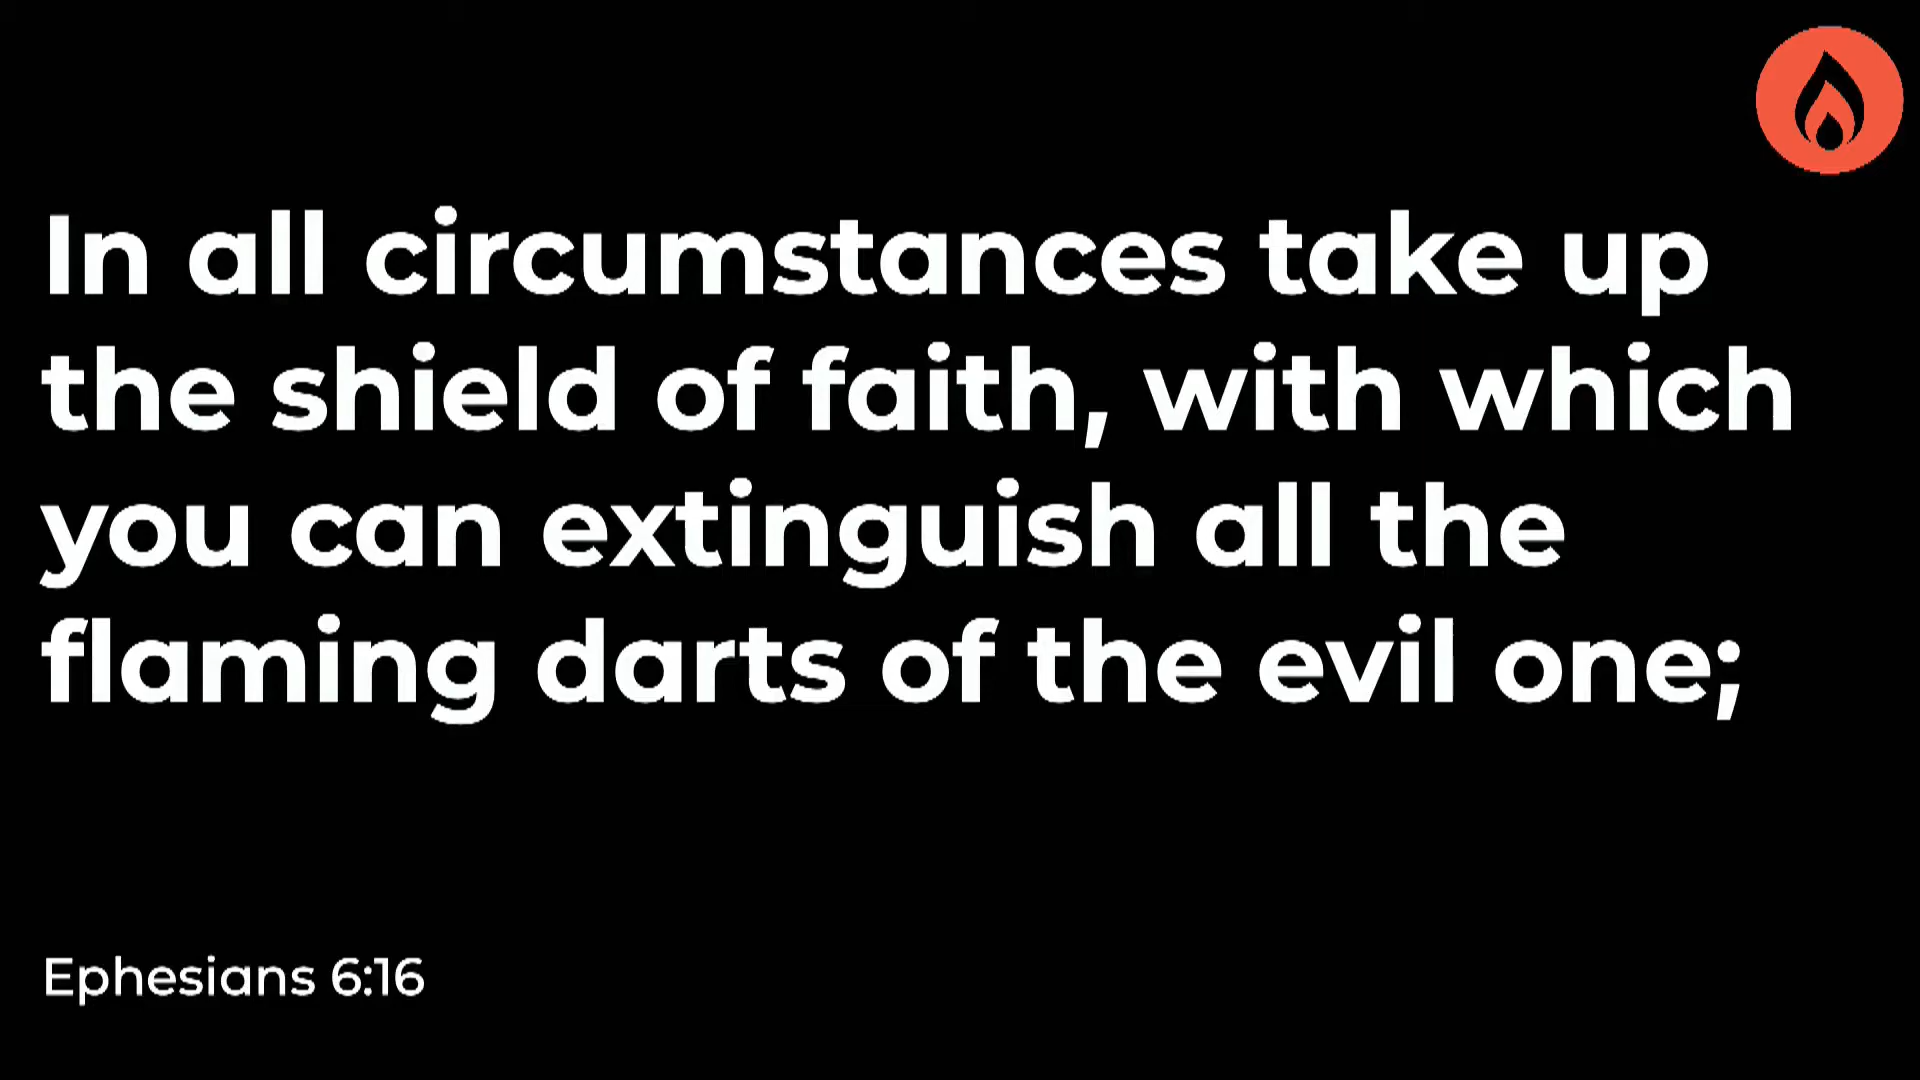 In all circumstances take up
the shield of faith, with which
you can extinguish all the
flaming darts of the evil one;
Ephesians 6:16